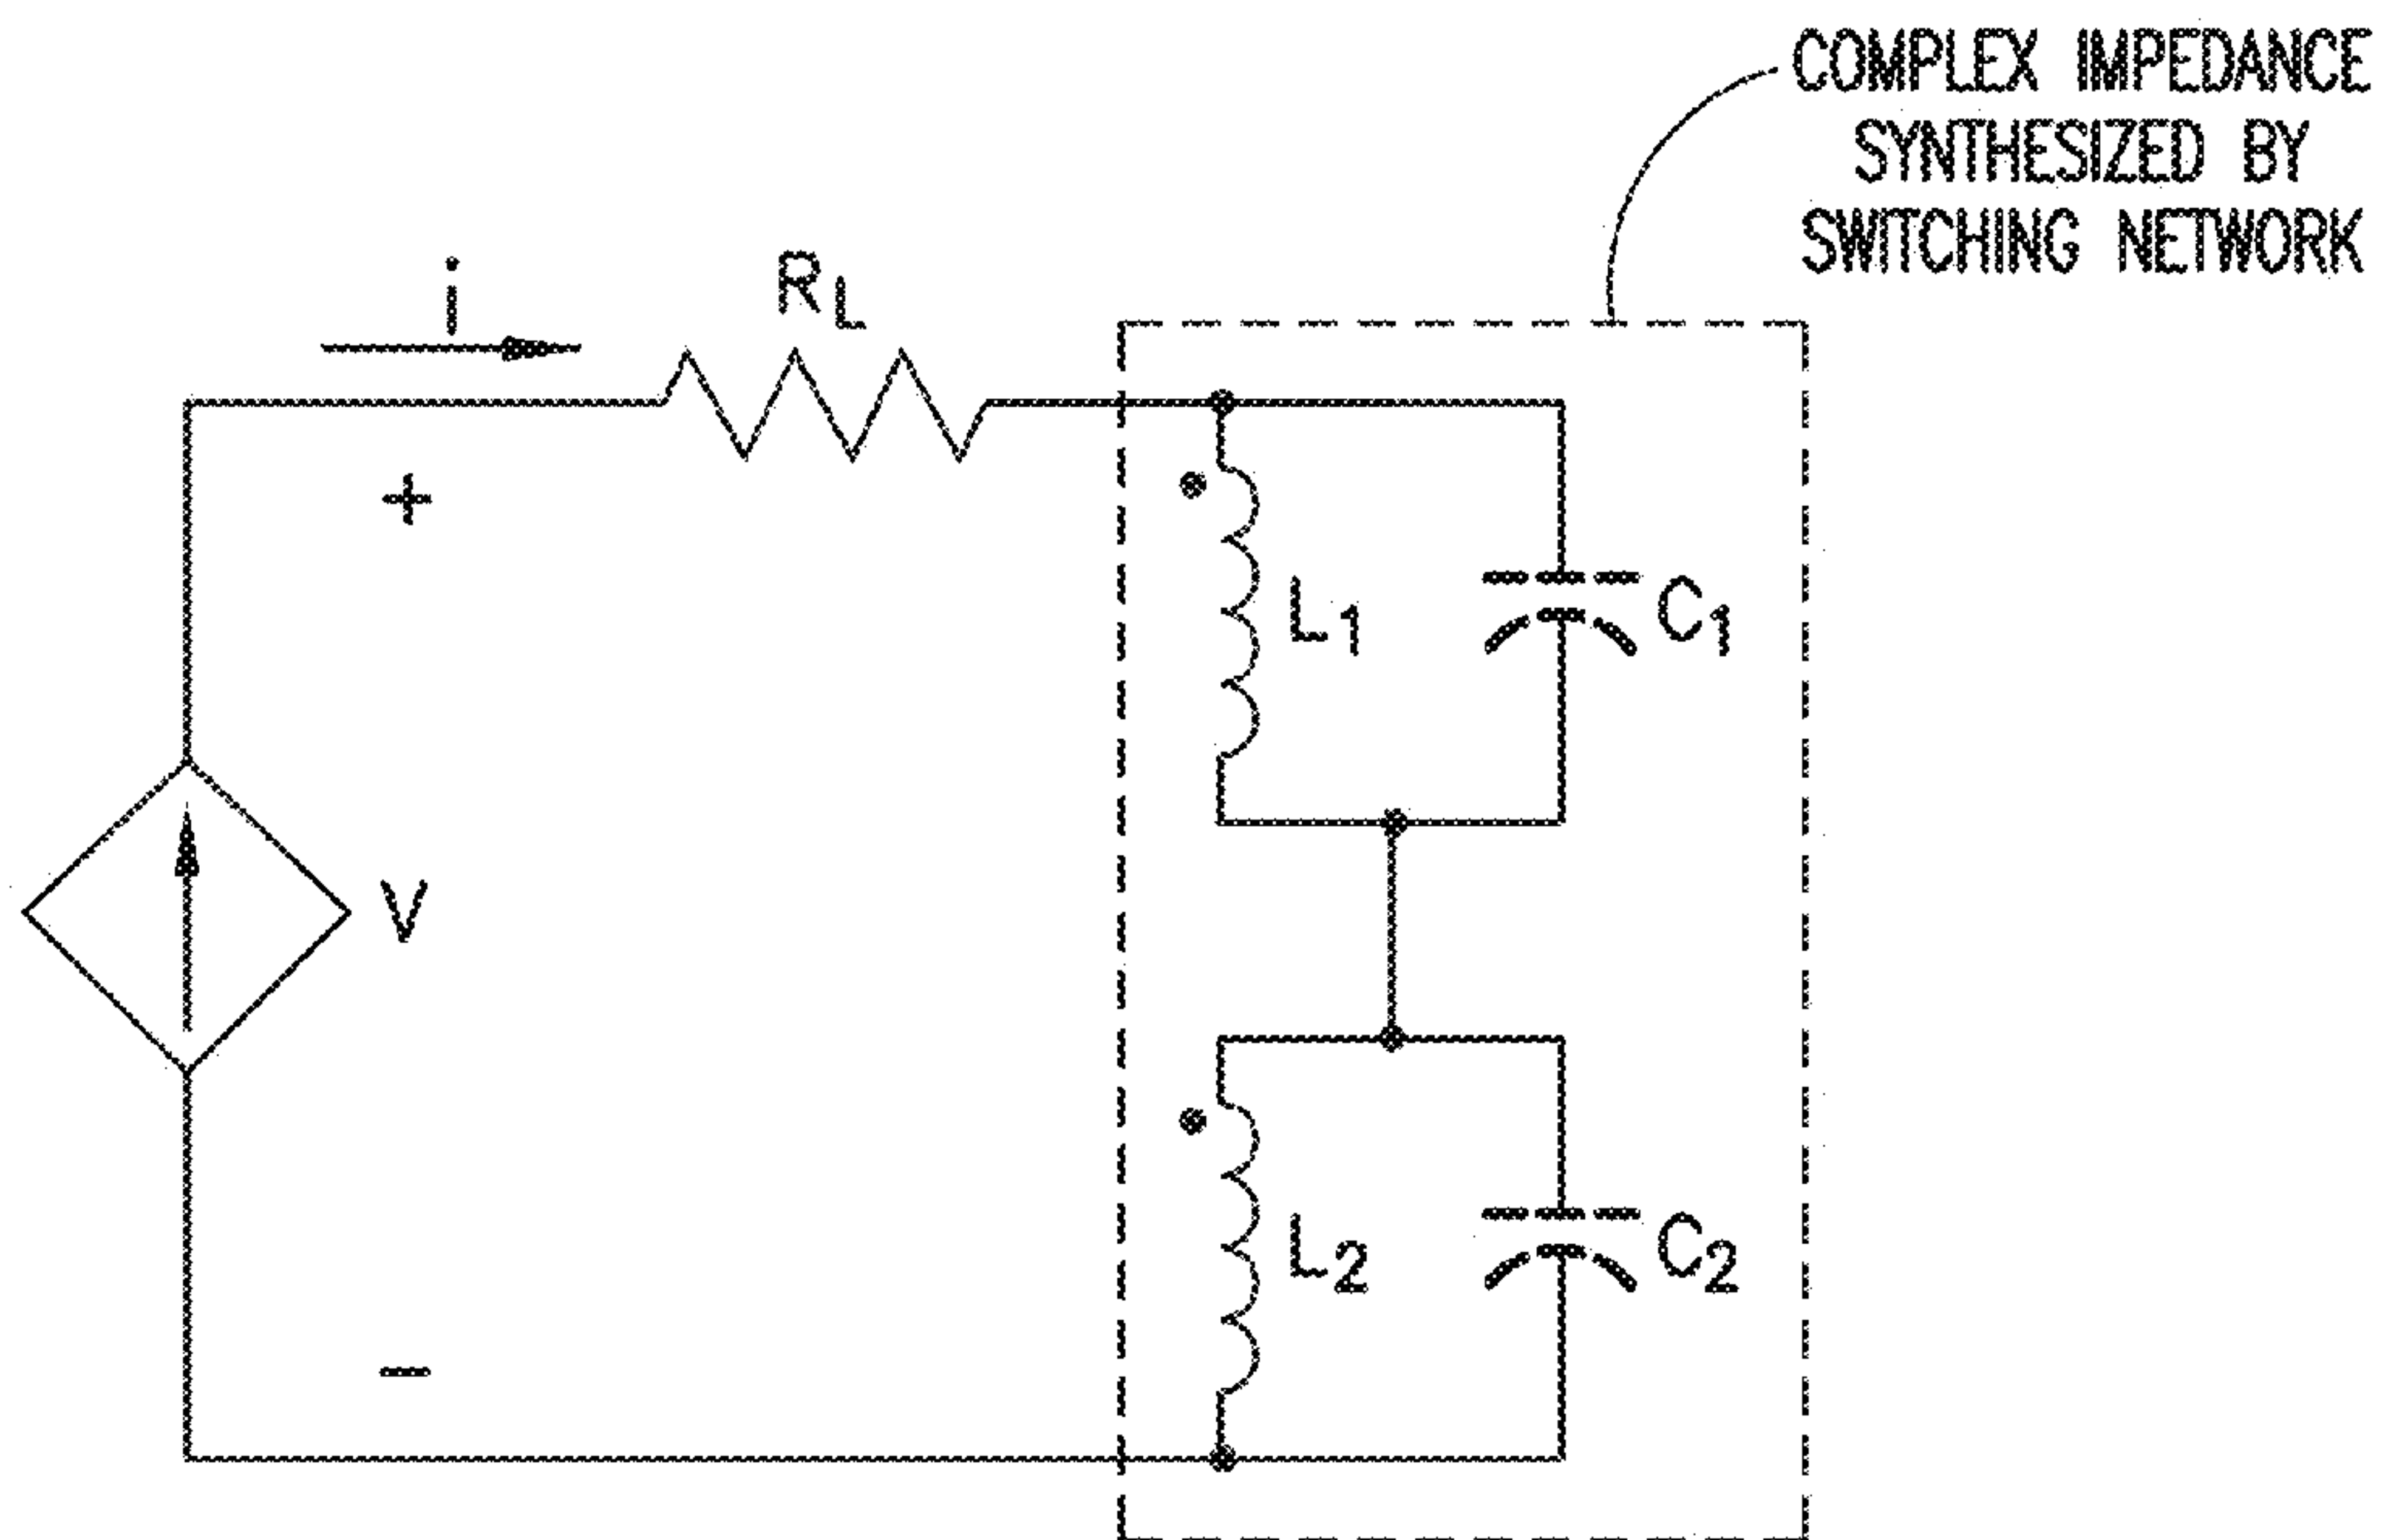 COMPLEX IMPEDANCE
SYNTHESIZED BY
SWITCHING NETWORK
i
RL
+
L1
C1
V
L2
C2
−